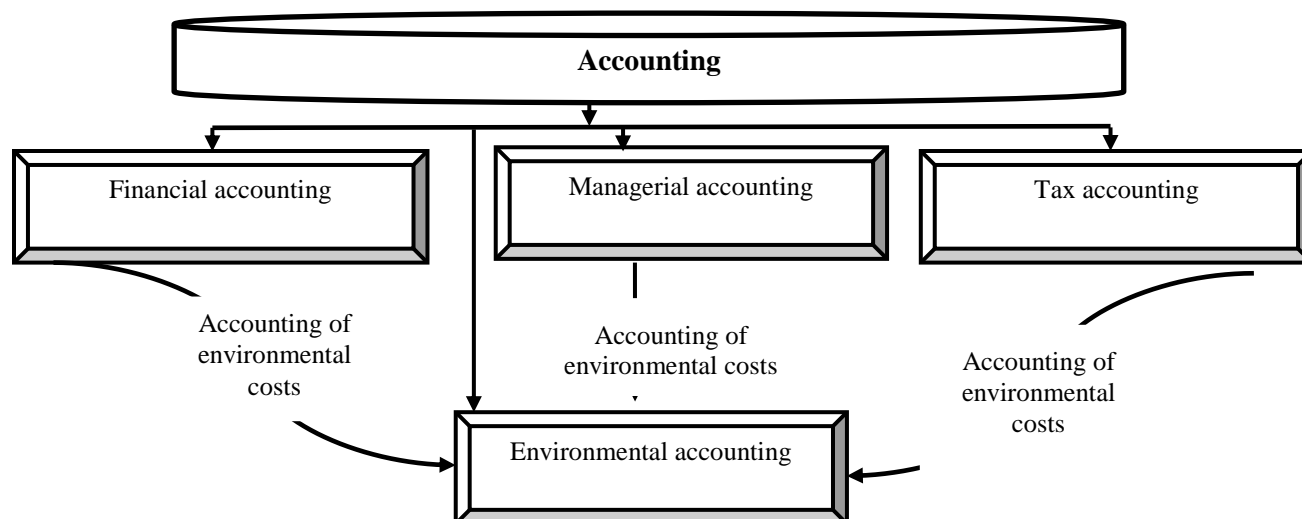 Accounting
Financial accounting
Managerial accounting
Tax accounting
Accounting of
environmental
costs
Accounting of
environmental costs
Accounting of
environmental
costs
Environmental accounting